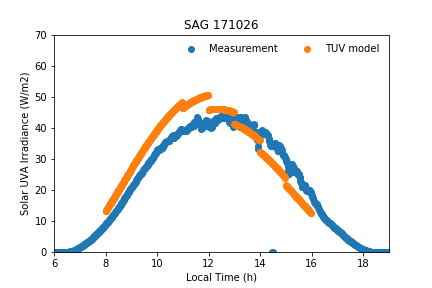 SAG 171026
Measurement TUV model
Solar UVA Irradiance (W/m2)
70
60
50
40
30
20
10
0
6 8 10 12 14 16 18
Local Time (h)